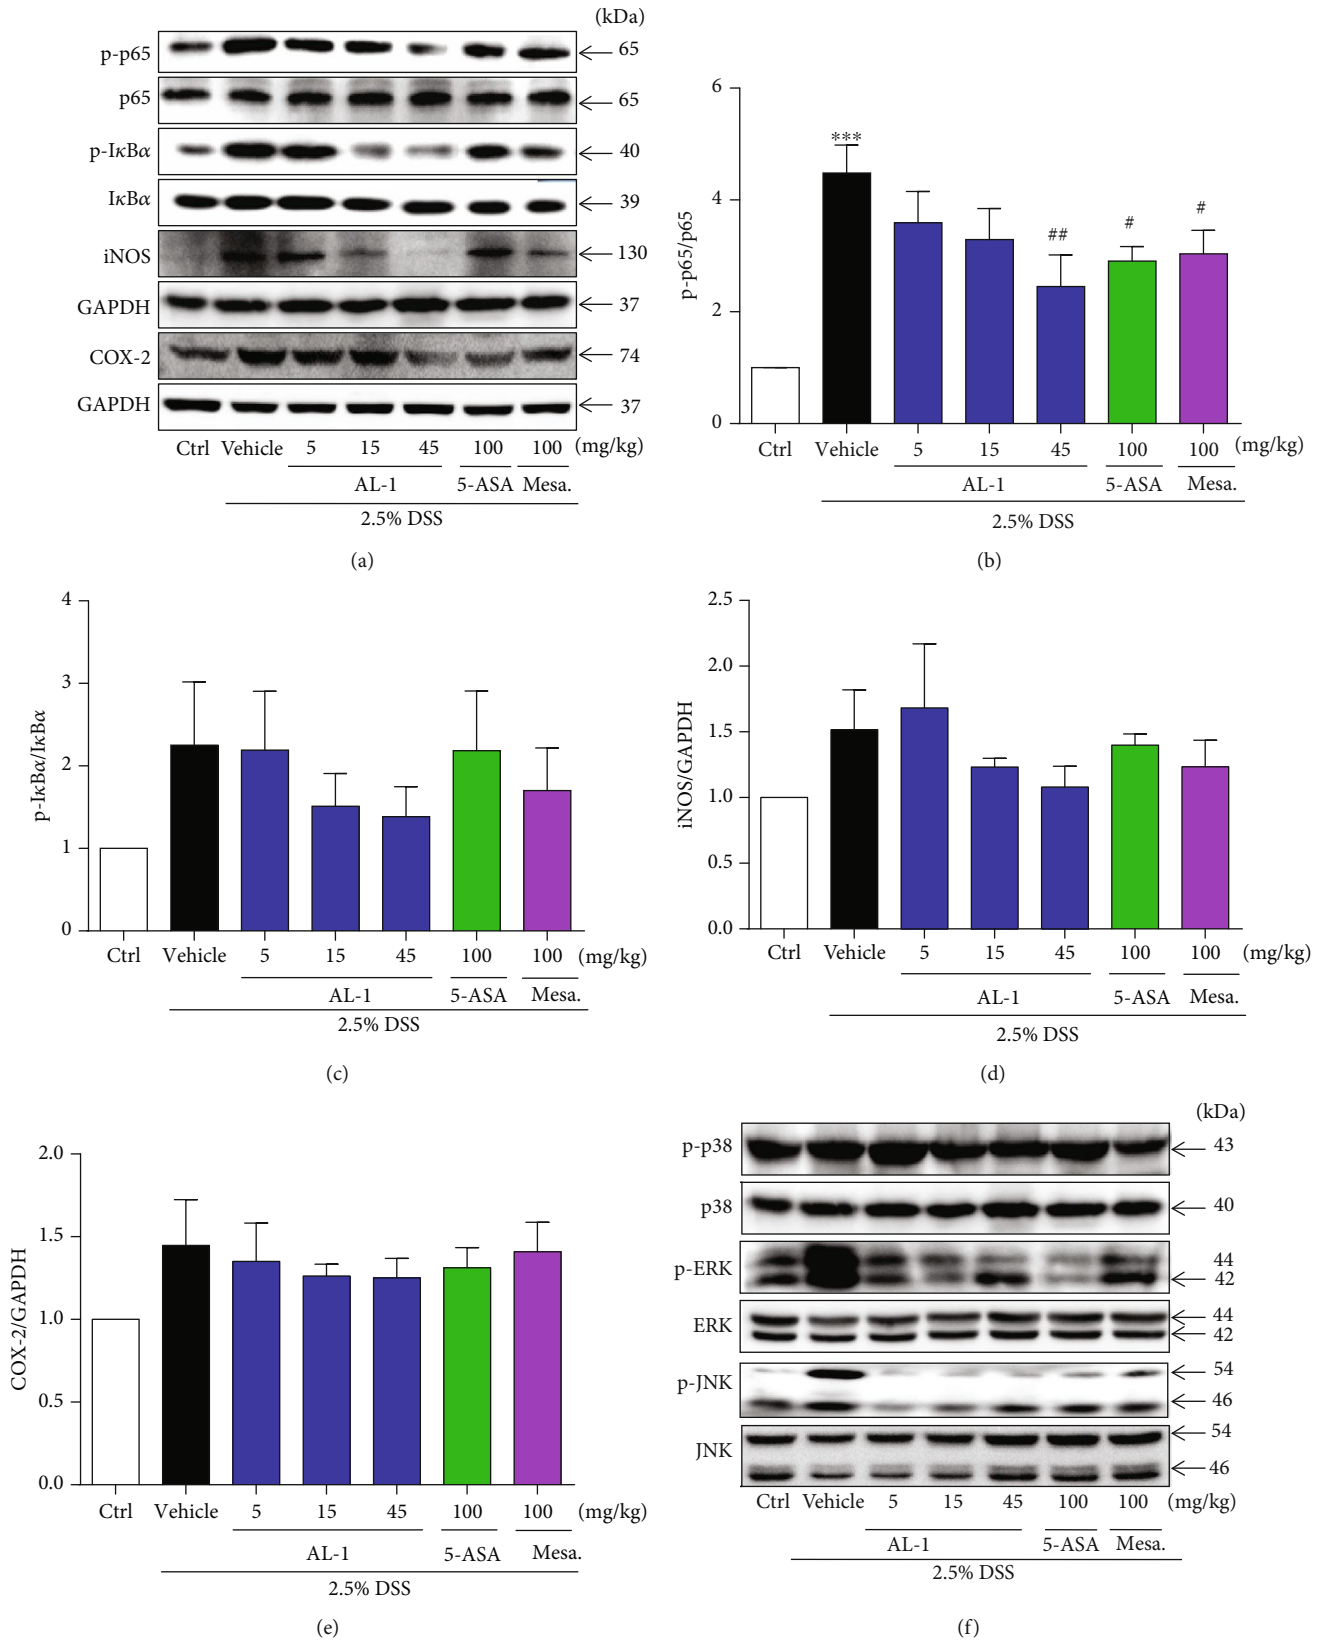 (kDa)
p-p65 65
p65 65
p-IκBα 40
IκBα 39
iNOS 130
GAPDH 37
COX-2 74
GAPDH 37
Ctrl Vehicle 5 15 45 100 100 (mg/kg)
AL-1 5-ASA Mesa.
2.5% DSS
(a)
6
4
2
0
p-p65/p65
***
##
#
#
Ctrl Vehicle 5 15 45 100 100 (mg/kg)
AL-1 5-ASA Mesa.
2.5% DSS
(b)
4
3
2
1
0
p-IκBα/IκBα
Ctrl Vehicle 5 15 45 100 100 (mg/kg)
AL-1 5-ASA Mesa.
2.5% DSS
(c)
2.5
2.0
1.5
1.0
0.5
0.0
iNOS/GAPDH
Ctrl Vehicle 5 15 45 100 100 (mg/kg)
AL-1 5-ASA Mesa.
2.5% DSS
(d)
2.0
1.5
1.0
0.5
0.0
COX-2/GAPDH
Ctrl Vehicle 5 15 45 100 100 (mg/kg)
AL-1 5-ASA Mesa.
2.5% DSS
(e)
(kDa)
p-p38 43
p38 40
p-ERK 44
42
ERK 44
42
p-JNK 54
46
JNK 54
46
Ctrl Vehicle 5 15 45 100 100 (mg/kg)
AL-1 5-ASA Mesa.
2.5% DSS
(f)